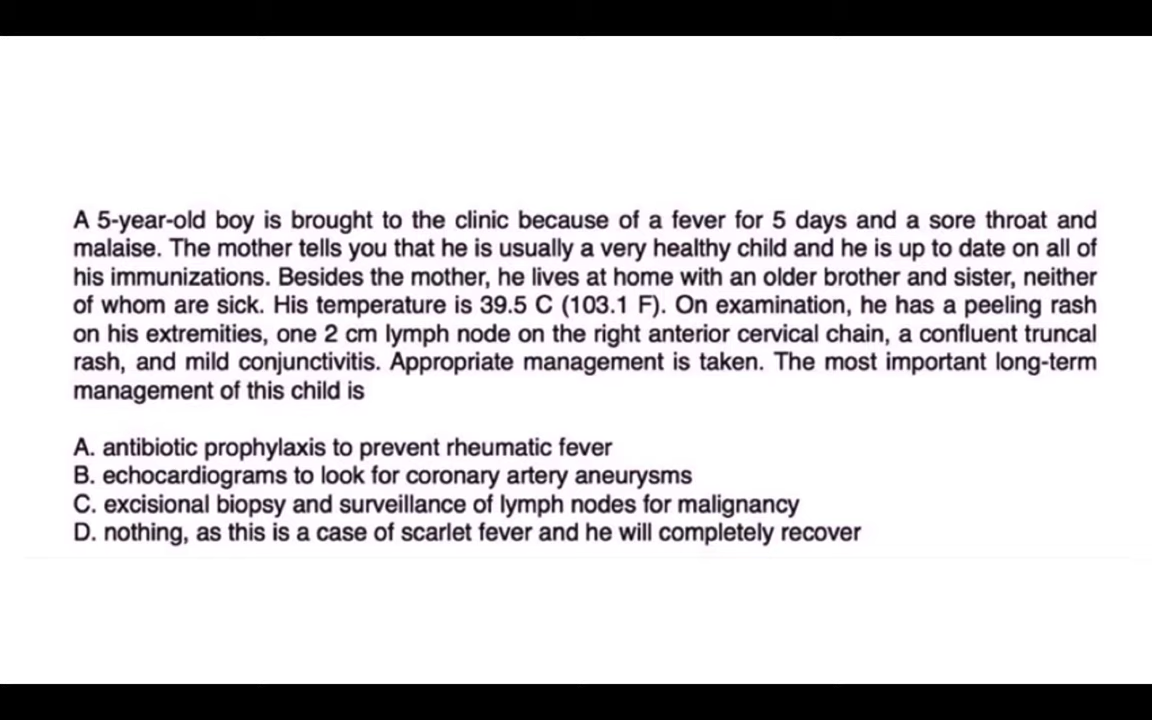 A 5-year-old boy is brought to the clinic because of a fever for 5 days and a sore throat and
malaise. The mother tells you that he is usually a very healthy child and he is up to date on all of
his immunizations. Besides the mother, he lives at home with an older brother and sister, neither
of whom are sick. His temperature is 39.5 C (103.1 F). On examination, he has a peeling rash
on his extremities, one 2 cm lymph node on the right anterior cervical chain, a confluent truncal
rash, and mild conjunctivitis. Appropriate management is taken. The most important long-term
management of this child is
A. antibiotic prophylaxis to prevent rheumatic fever
B. echocardiograms to look for coronary artery aneurysms
C. excisional biopsy and surveillance of lymph nodes for malignancy
D. nothing, as this is a case of scarlet fever and he will completely recover